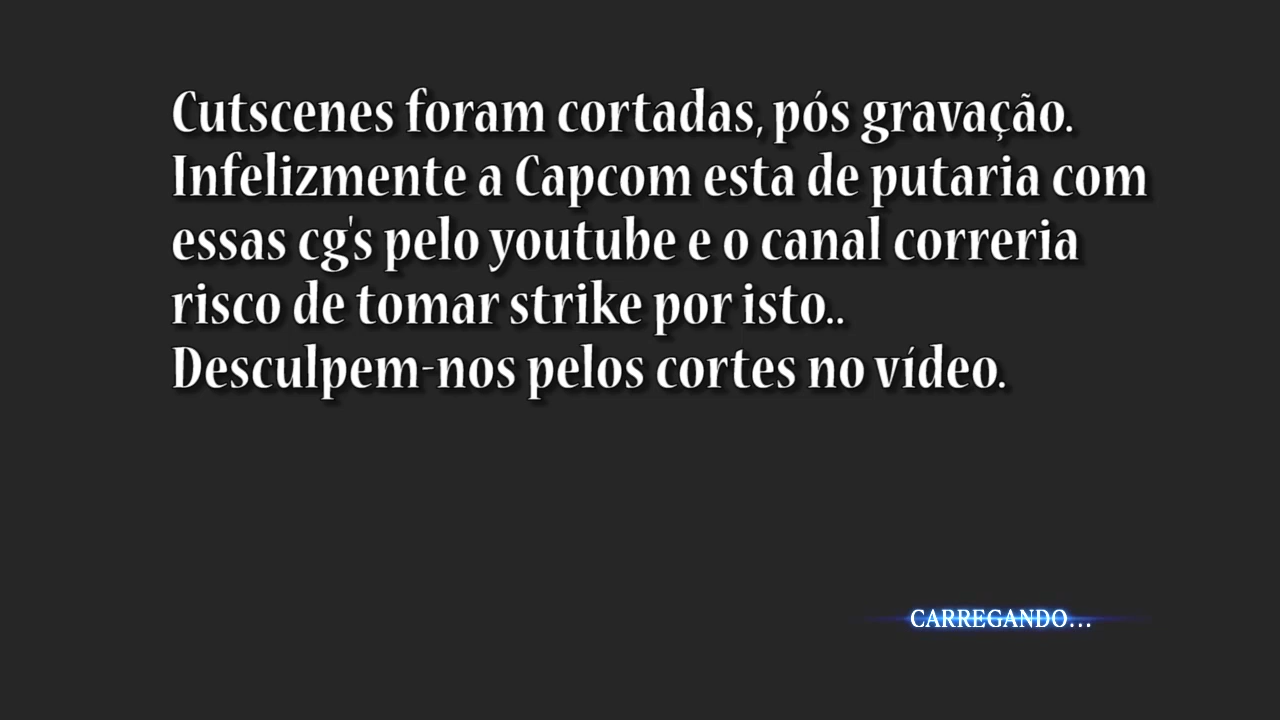 Cutscenes foram cortadas, pós gravação.
Infelizmente a Capcom esta de putaria com
essas cg's pelo youtube e o canal correria
risco de tomar strike por isto..
Desculpem-nos pelos cortes no vídeo.
CARREGANDO...